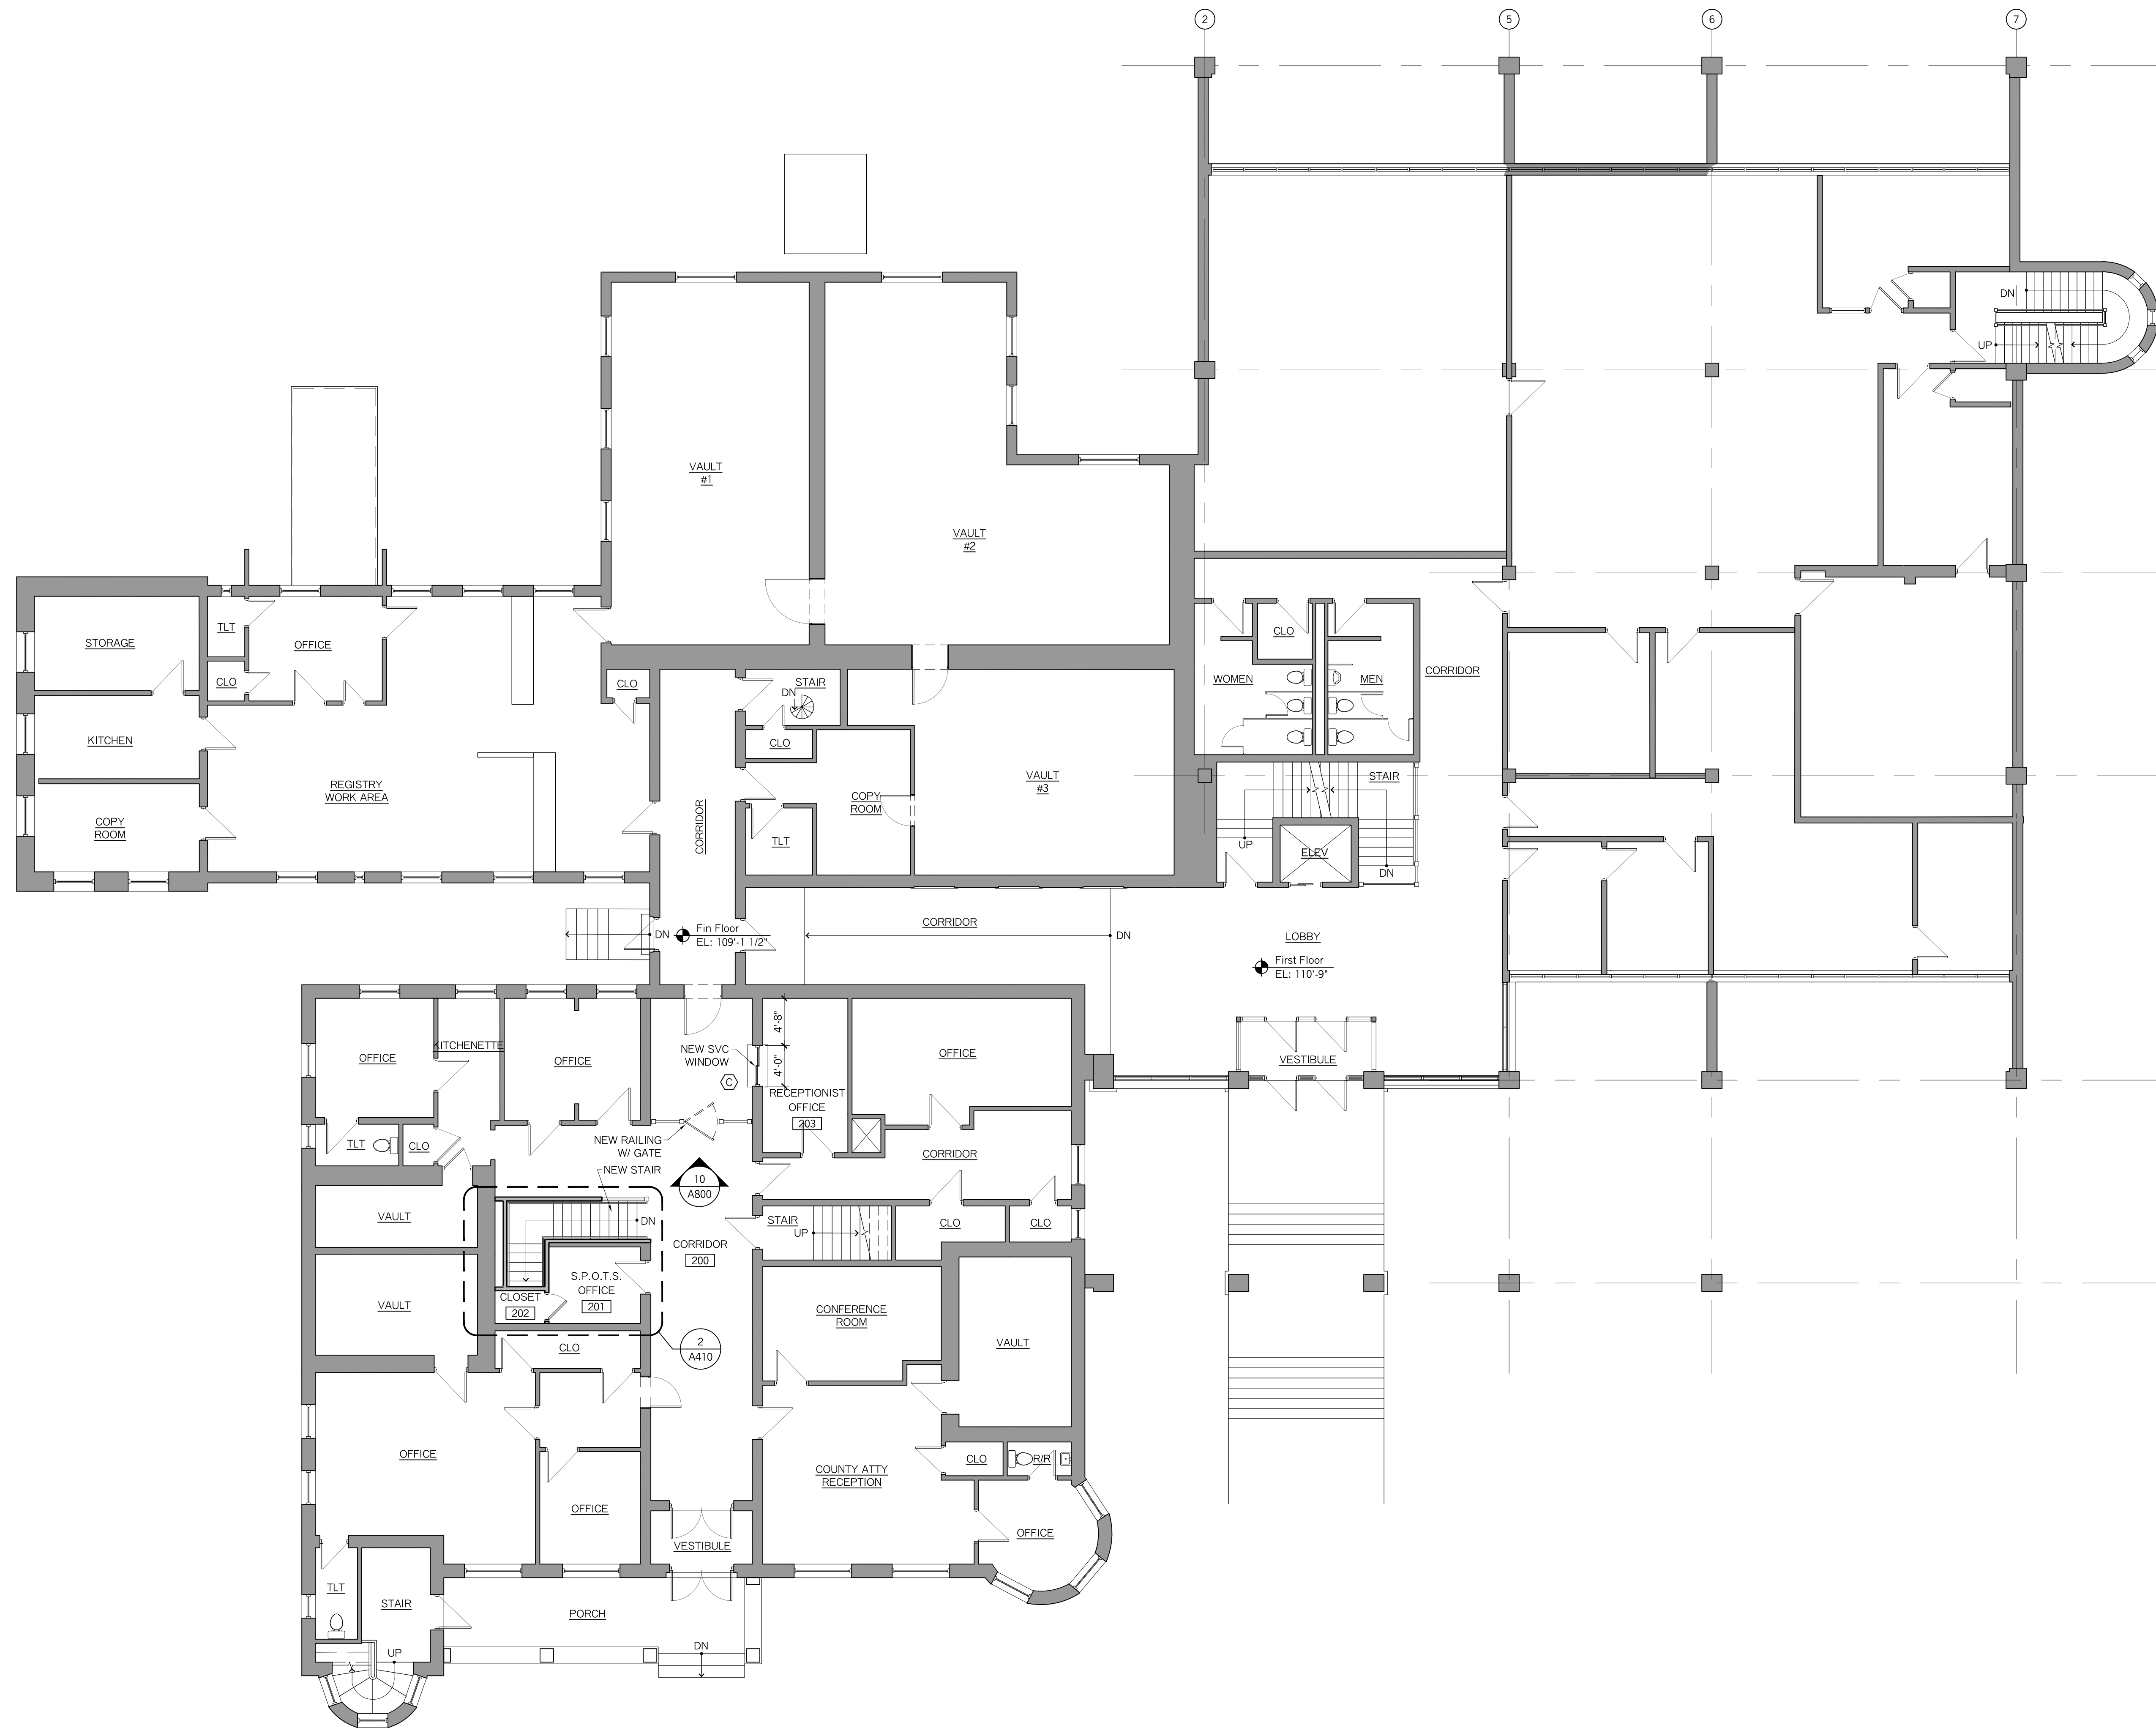 2
5
6
7
DN
UP
VAULT
#1
VAULT
#2
STORAGE
TLT
OFFICE
CLO
KITCHEN
REGISTRY
WORK AREA
COPY
ROOM
CLO
CORRIDOR
STAIR
DN
CLO
COPY
ROOM
TLT
VAULT
#3
WOMEN
CLO
MEN
CORRIDOR
STAIR
UP
ELEV
DN
DN
Fin Floor
EL: 109'-1 1/2"
CORRIDOR
DN
LOBBY
First Floor
EL: 110'-9"
VESTIBULE
OFFICE
KITCHENETTE
OFFICE
NEW SVC
WINDOW
4'-8"
4'-0"
C
RECEPTIONIST
OFFICE
203
OFFICE
TLT
CLO
NEW RAILING
W/ GATE
NEW STAIR
10
A800
CORRIDOR
VAULT
DN
CORRIDOR
200
STAIR
UP
CLO
CLO
VAULT
S.P.O.T.S.
OFFICE
201
CLOSET
202
CONFERENCE
ROOM
VAULT
CLO
2
A410
OFFICE
OFFICE
COUNTY ATTY
RECEPTION
CLO
R/R
OFFICE
VESTIBULE
TLT
STAIR
UP
PORCH
DN